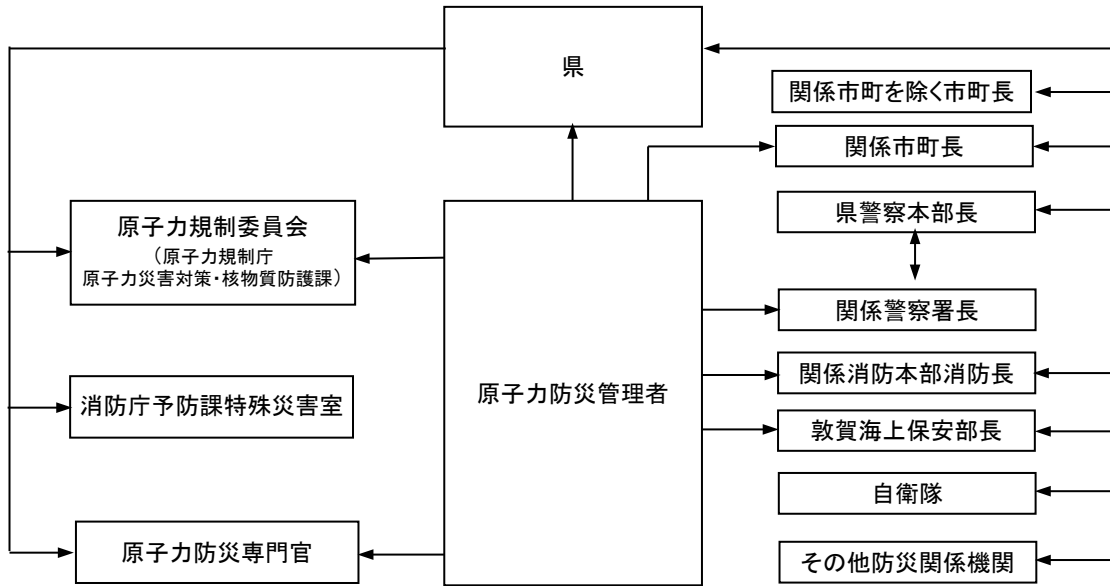 県
関係市町を除く市町長
関係市町長
県警察本部長
原子力規制委員会
（原子力規制庁
原子力災害対策・核物質防護課）
関係警察署長
関係消防本部消防長
原子力防災管理者
消防庁予防課特殊災害室
敦賀海上保安部長
自衛隊
原子力防災専門官
その他防災関係機関